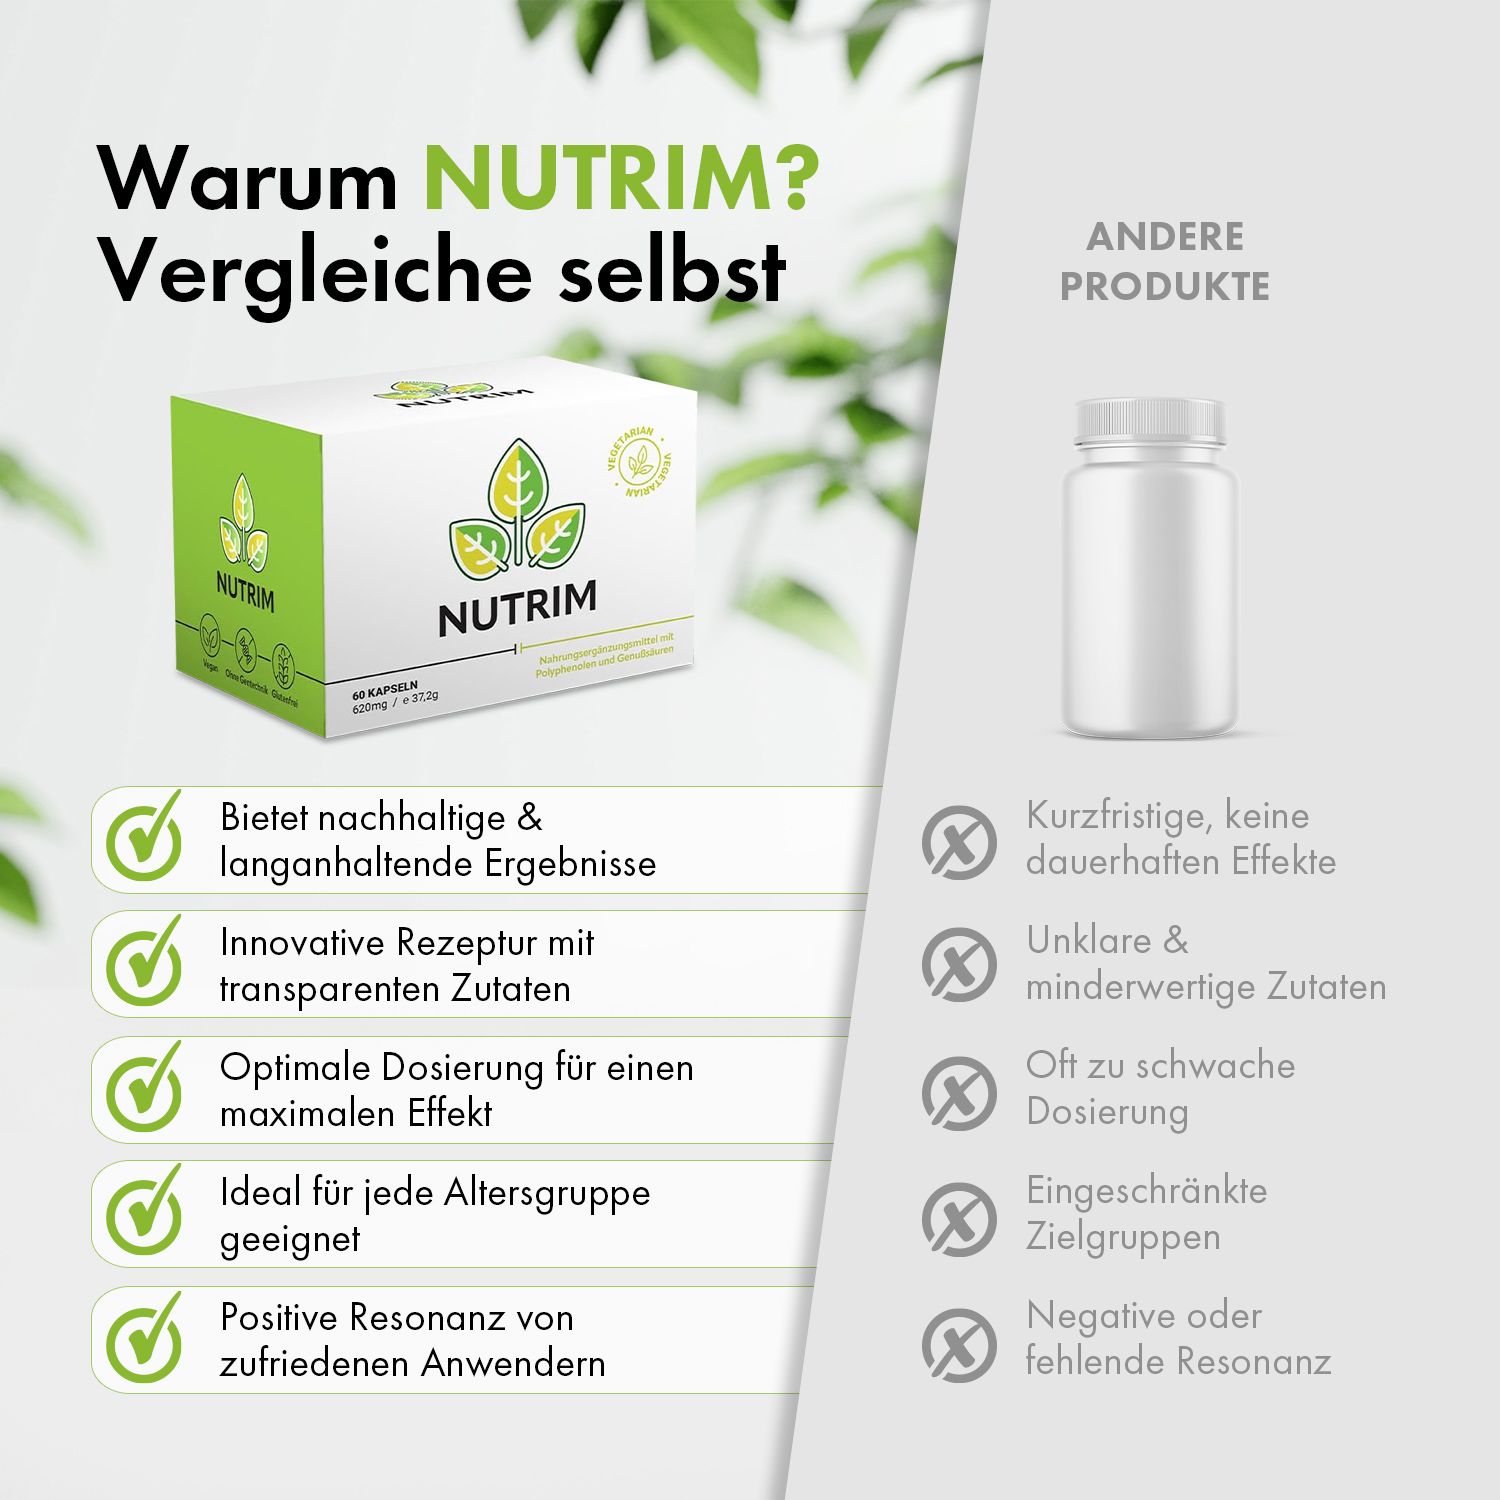 Warum NUTRIM?
Vergleiche selbst
ANDERE
PRODUKTE
NUTRIM
VEGETARIAN • VEGETARIAN •
NUTRIM
NUTRIM
Vegan
Ohne Gentechnik
Glutenfrei
Nahrungsergänzungsmittel mit
Polyphenolen und Genußsäuren
60 KAPSELN
620mg / e 37,2g
Bietet nachhaltige &
langanhaltende Ergebnisse
Innovative Rezeptur mit
transparenten Zutaten
Optimale Dosierung für einen
maximalen Effekt
Ideal für jede Altersgruppe
geeignet
Positive Resonanz von
zufriedenen Anwendern
Kurzfristige, keine
dauerhaften Effekte
Unklare &
minderwertige Zutaten
Oft zu schwache
Dosierung
Eingeschränkte
Zielgruppen
Negative oder
fehlende Resonanz